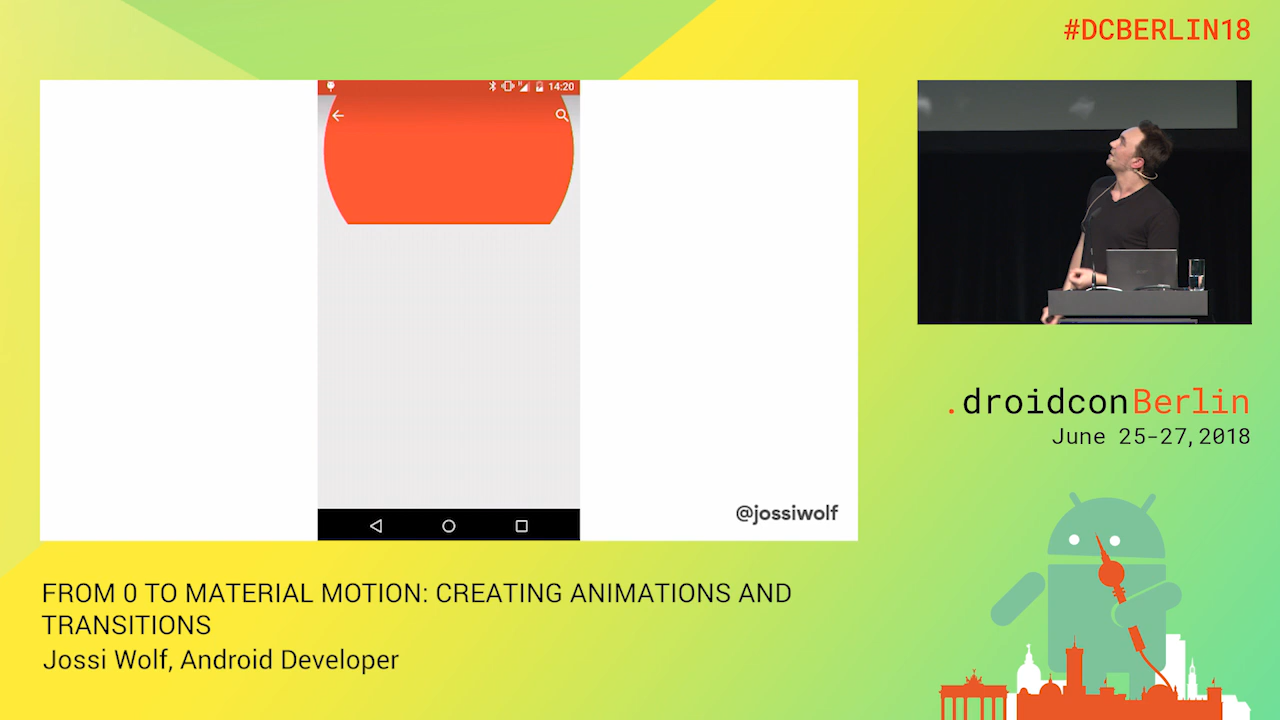 #DCBERLIN18
14:20
@jossiwolf
.droidconBerlin
June 25-27, 2018
FROM 0 TO MATERIAL MOTION: CREATING ANIMATIONS AND
TRANSITIONS
Jossi Wolf, Android Developer